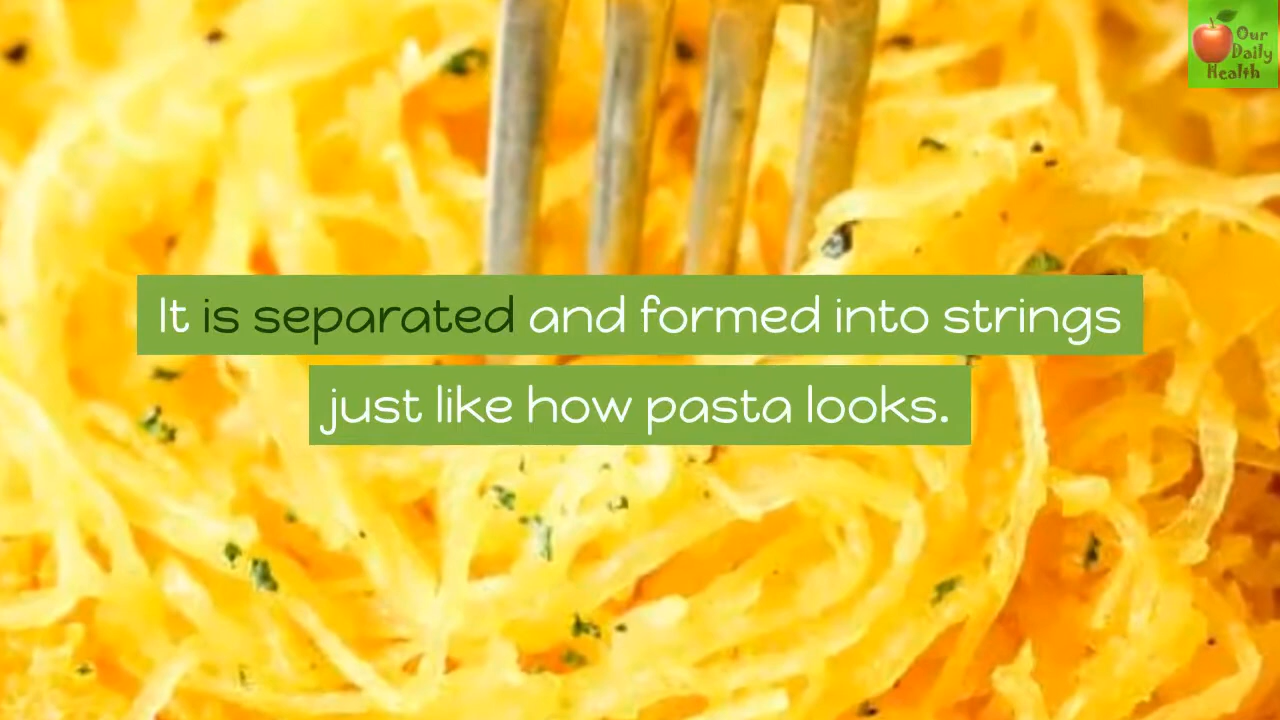 Our
Daily
Health
It is separated and formed into strings
just like how pasta looks.